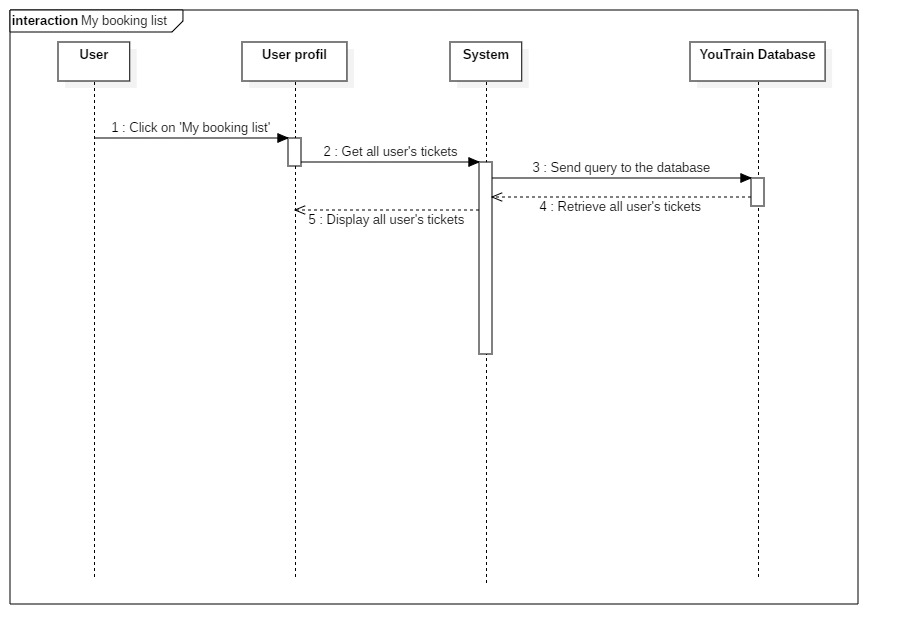 interaction My booking list
User
User profil
System
YouTrain Database
1 : Click on 'My booking list'
2 : Get all user's tickets
3 : Send query to the database
4 : Retrieve all user's tickets
5 : Display all user's tickets